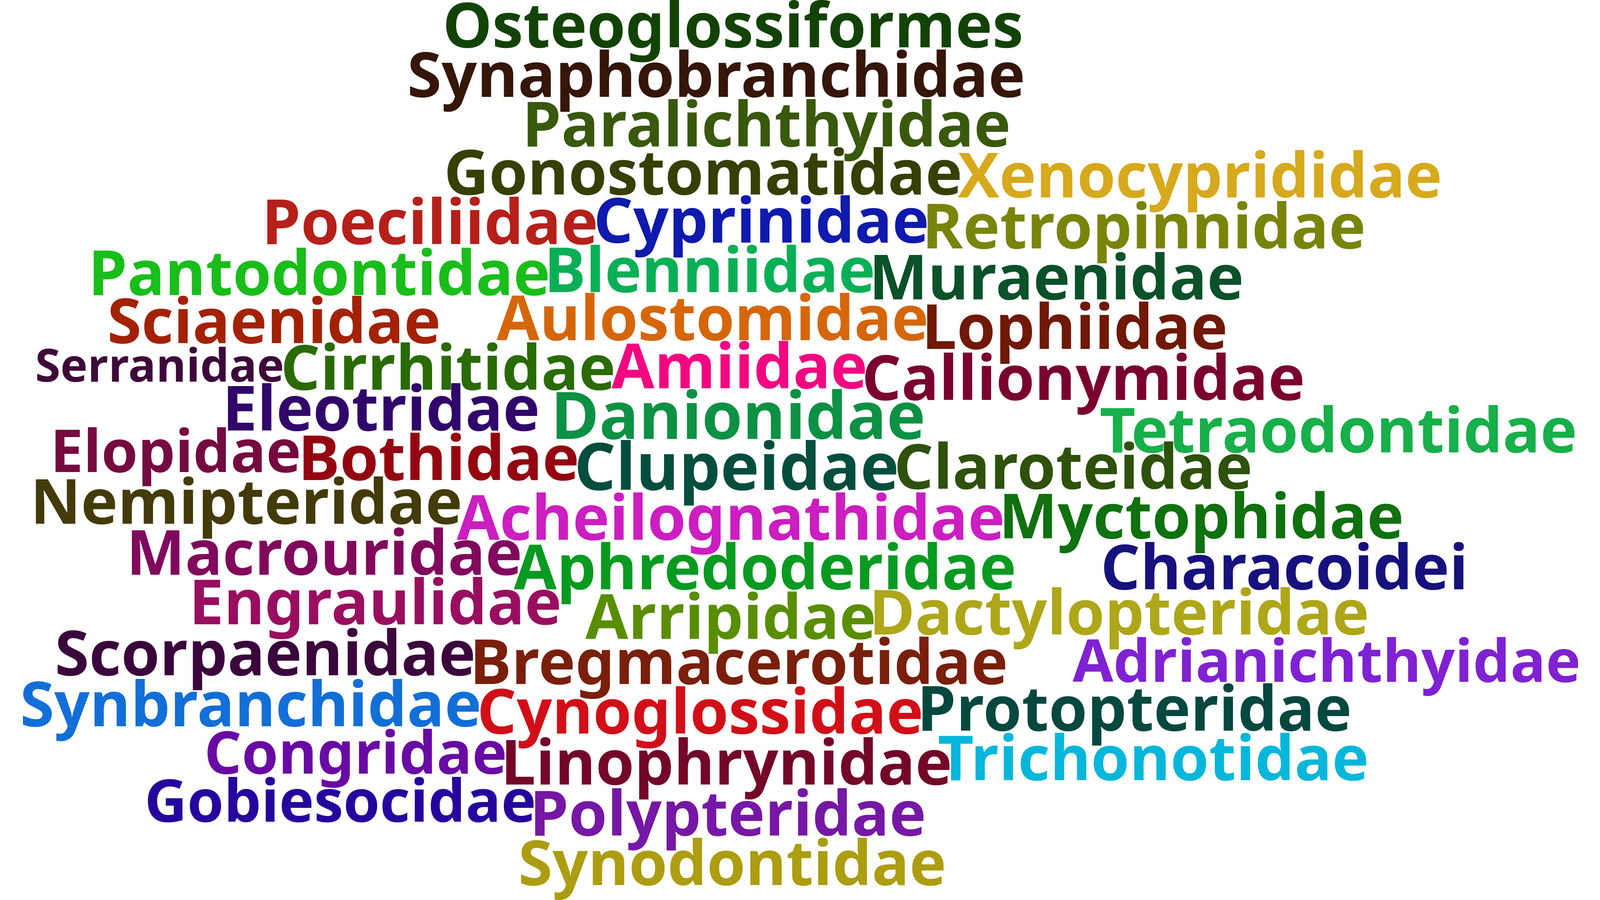 Osteoglossiformes
Synaphobranchidae
Paralichthyidae
Gonostomatidae Xenocyprididae
Poeciliidae Cyprinidae Retropinnidae
Pantodontidae Blenniidae Muraenidae
Sciaenidae Aulostomidae Lophiidae
Serranidae Cirrhitidae Amiidae Callionymidae
Eleotridae Danionidae Tetraodontidae
Elopidae Bothidae Clupeidae Claroteidae
Nemipteridae Acheilognathidae Myctophidae
Macrouridae Aphredoderidae Characoidei
Engraulidae Arripidae Dactylopteridae
Scorpaenidae Bregmacerotidae Adrianichthyidae
Synbranchidae Cynoglossidae Protopteridae
Congridae Linophrynidae Trichonotidae
Gobiesocidae Polypteridae
Synodontidae